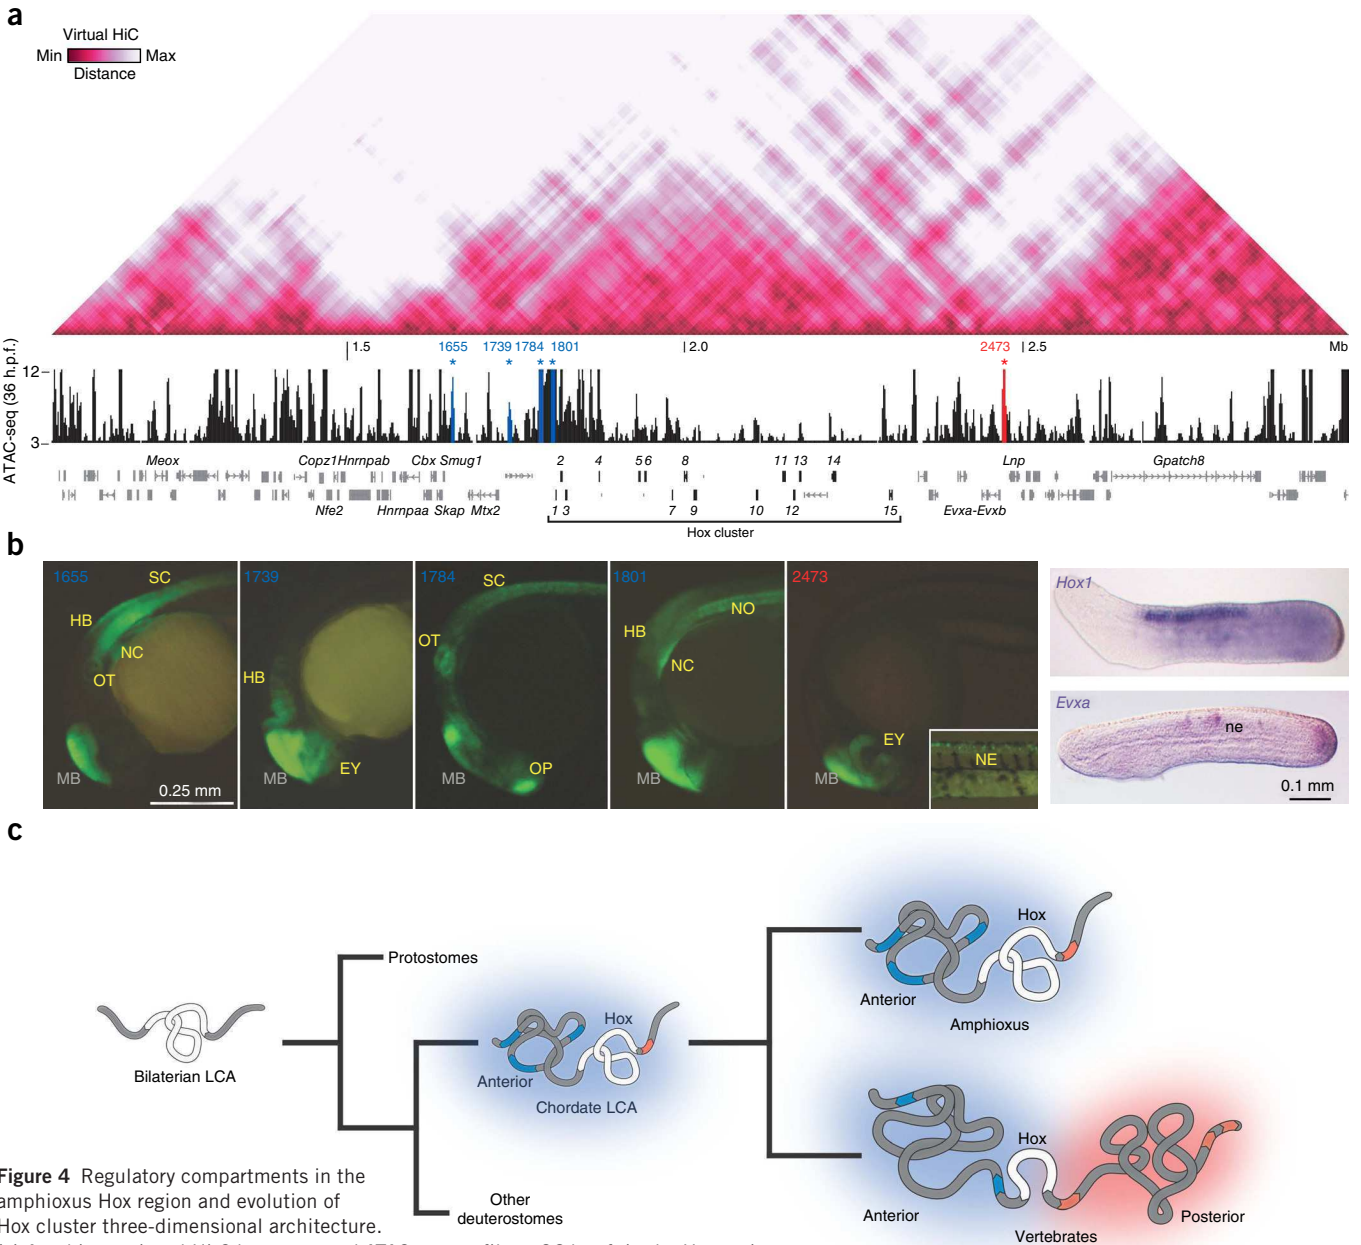 a
Virtual HiC
Min Max
Distance
ATAC-seq (36 h.p.f.)
1.5 1655 1739 1784 1801 2.0 2473 2.5 Mb
* * * * *
12
3
Meox Copz1 Hnrnpab Cbx Smug1 2 4 5 6 8 11 13 14 Lnp Gpatch8
Nfe2 Hnrnpaa Skap Mtx2 1 3 7 9 10 12 15 Evxa-Evxb
Hox cluster
b
1655 SC HB NC OT MB 0.25 mm
1739 HB EY MB
1784 SC OT OP MB
1801 NO HB NC MB
2473 EY MB NE
Hox1
Evxa
ne
0.1 mm
c
Bilaterian LCA
Protostomes
Hox
Anterior
Chordate LCA
Other
deuterostomes
Hox
Anterior
Amphioxus
Hox
Anterior
Posterior
Vertebrates
Figure 4 Regulatory compartments in the
amphioxus Hox region and evolution of
Hox cluster three-dimensional architecture.